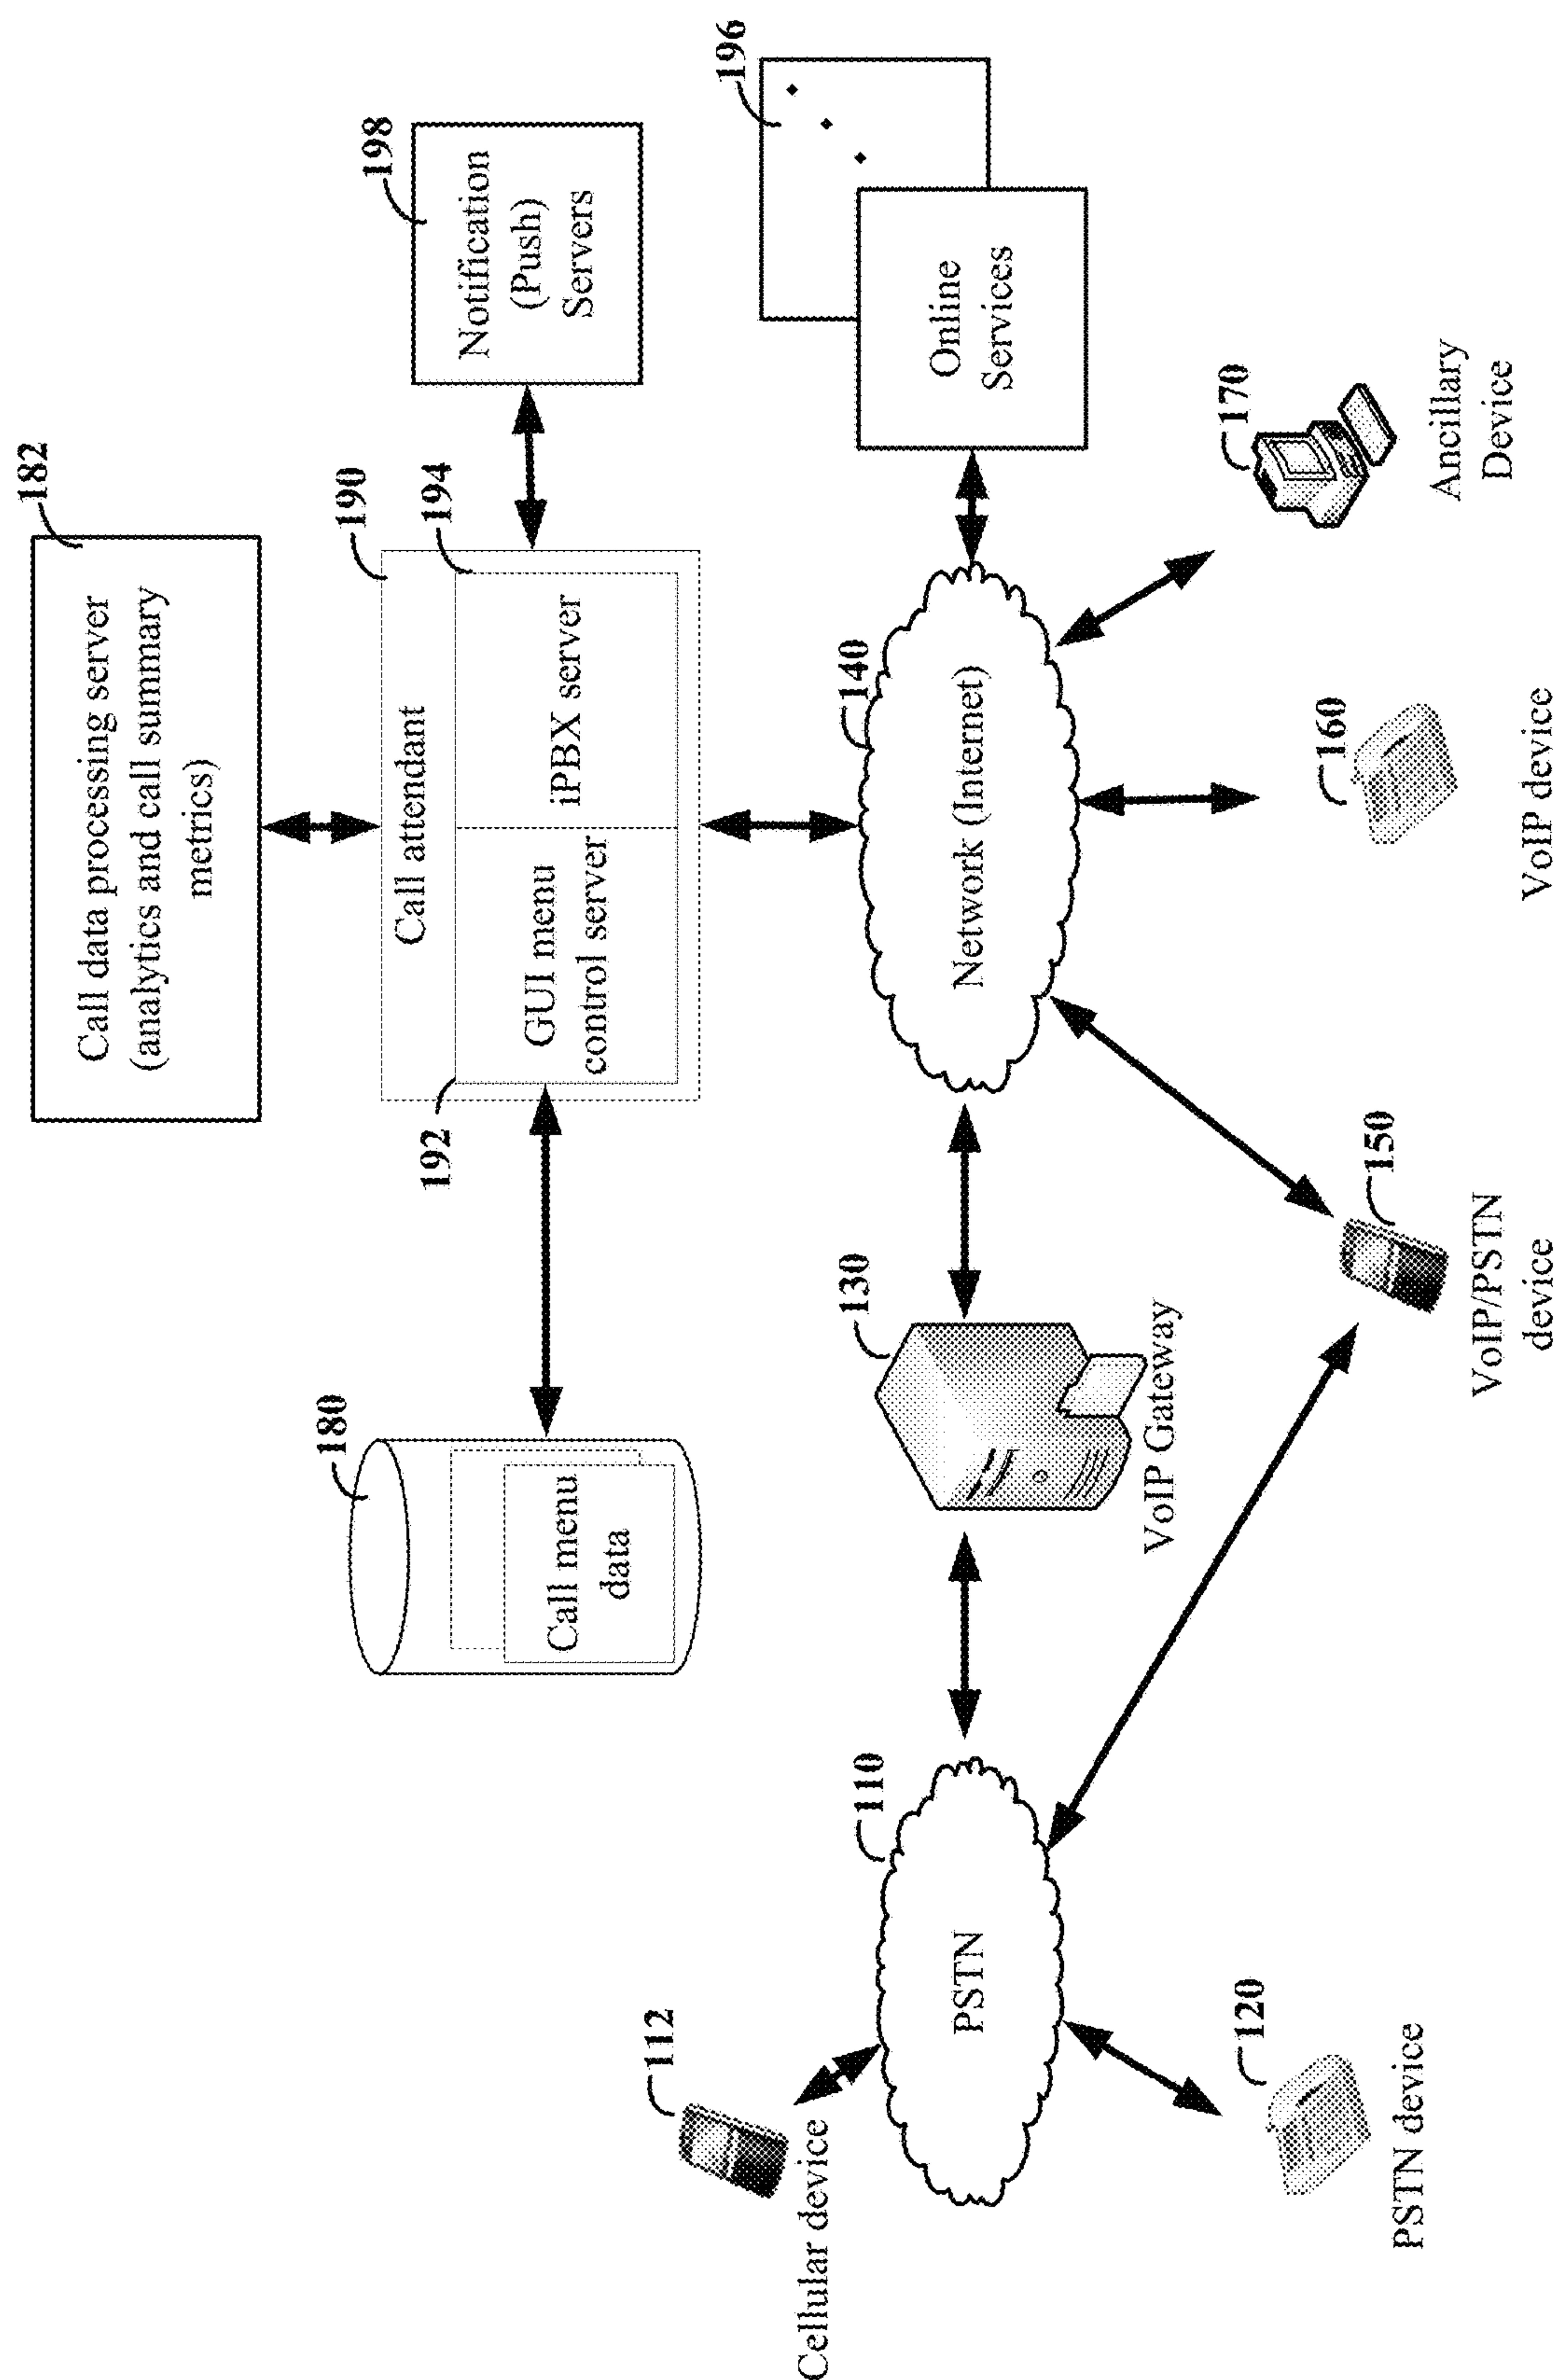 182
Call data processing server
(analytics and call summary
metrics)
190
Call attendant
194
192
GUI menu
control server
iPBX server
198
Notification
(Push)
Servers
180
Call menu
data
196
Online
Services
140
Network (Internet)
130
VoIP Gateway
110
PSTN
112
Cellular device
120
PSTN device
150
VoIP/PSTN
device
160
VoIP device
170
Ancillary
Device